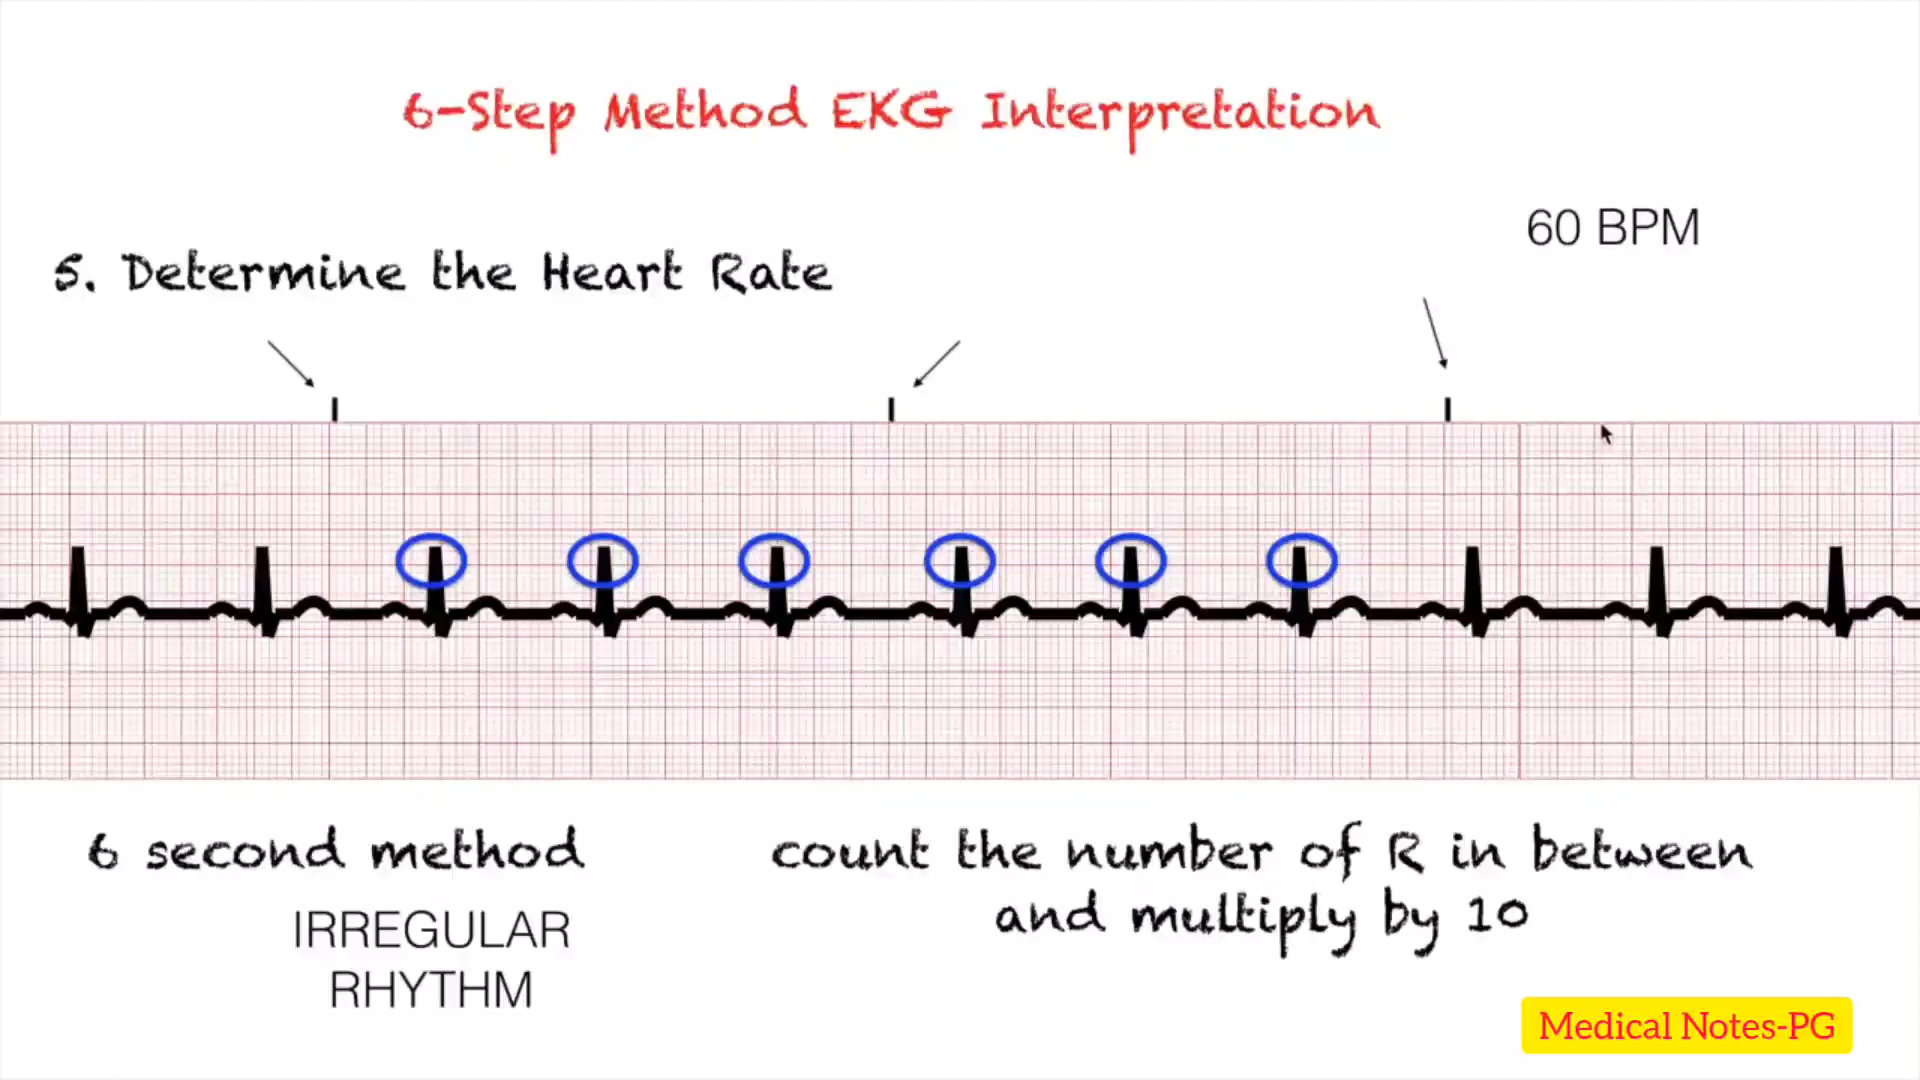 6-Step Method EKG Interpretation
60 BPM
5. Determine the Heart Rate
6 second method
IRREGULAR
RHYTHM
count the number of R in between
and multiply by 10
Medical Notes-PG